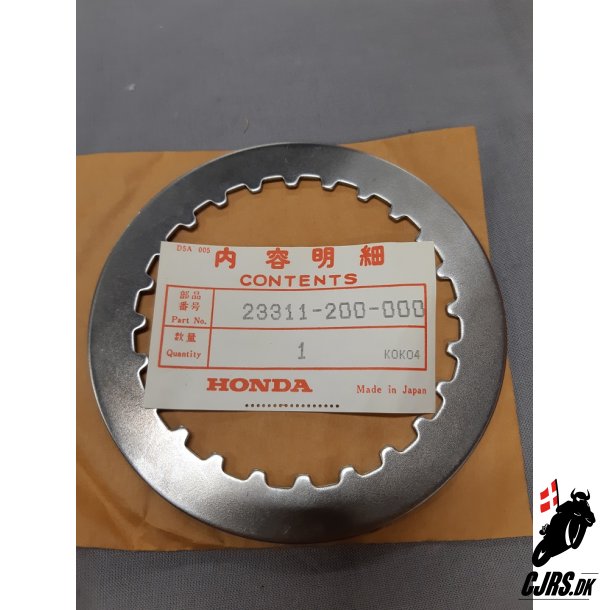 DSA 005
内容明細
CONTENTS
部品番号
Part No. 23311-200-000
数量
Quantity 1 KOKO4
HONDA Made in Japan
CJRS.DK